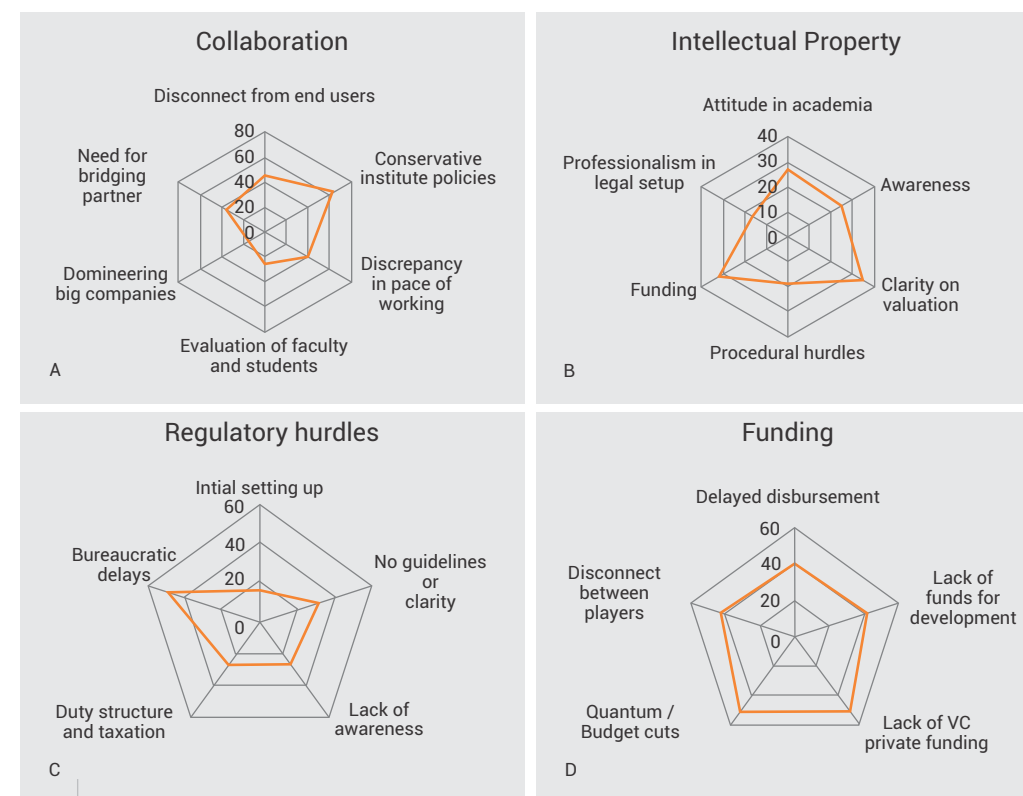 Collaboration
Disconnect from end users
80
60
40
20
0
Need for
bridging
partner
Conservative
institute policies
Domineering
big companies
Discrepancy
in pace of
working
Evaluation of faculty
and students
A
Intellectual Property
Attitude in academia
40
30
20
10
0
Professionalism in
legal setup
Awareness
Funding
Clarity on
valuation
Procedural hurdles
B
Regulatory hurdles
Intial setting up
60
40
20
0
Bureaucratic
delays
No guidelines
or
clarity
Duty structure
and taxation
Lack of
awareness
C
Funding
Delayed disbursement
60
40
20
0
Disconnect
between
players
Lack of
funds for
development
Quantum /
Budget cuts
Lack of VC
private funding
D